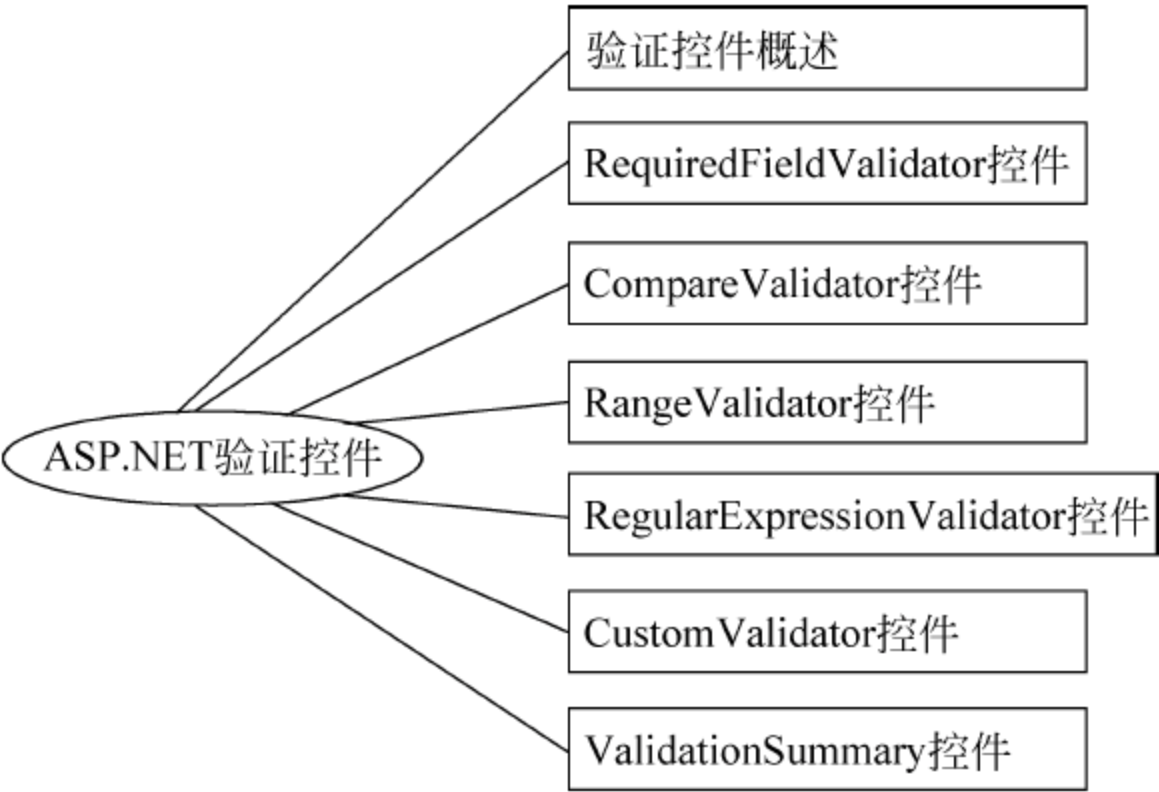 验证控件概述
RequiredFieldValidator控件
CompareValidator控件
RangeValidator控件
ASP.NET验证控件
RegularExpressionValidator控件
CustomValidator控件
ValidationSummary控件